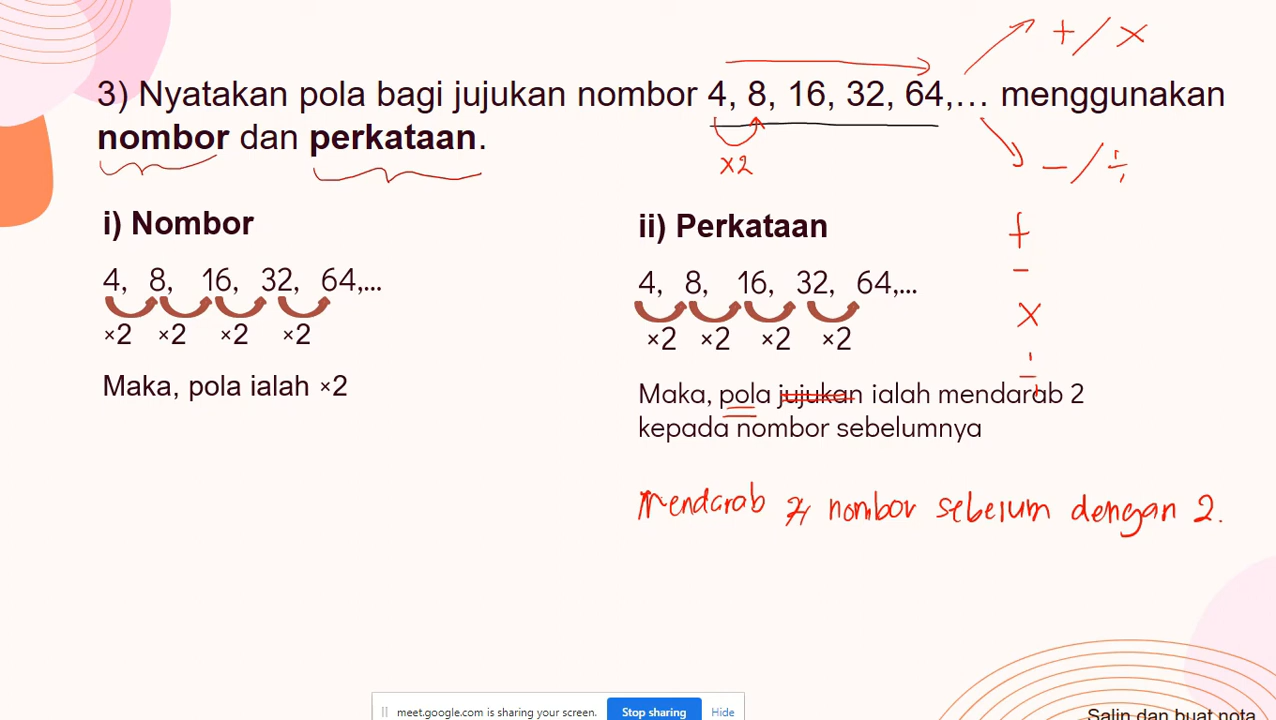 + / ×
3) Nyatakan pola bagi jujukan nombor 4, 8, 16, 32, 64,... menggunakan
nombor dan perkataan.
×2
- / ÷
i) Nombor
4, 8, 16, 32, 64,...
×2 ×2 ×2 ×2
Maka, pola ialah ×2
ii) Perkataan
4, 8, 16, 32, 64,...
×2 ×2 ×2 ×2
Maka, pola jujukan ialah mendarab 2
kepada nombor sebelumnya
+
-
×
÷
Mendarab nombor sebelum dengan 2.
meet.google.com is sharing your screen. Stop sharing Hide
Salin dan buat nota